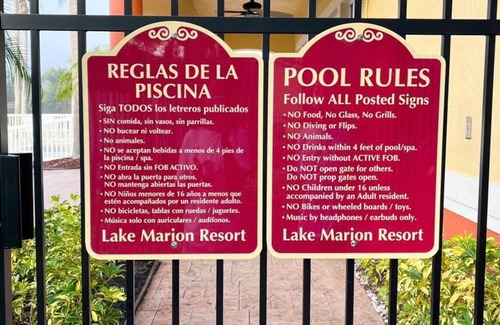 REGLAS DE LA
PISCINA
Siga TODOS los letreros publicados
• SIN comida, sin vasos, sin parrillas.
• NO bucear ni voltear.
• No animales.
• NO se aceptan bebidas a menos de 4 pies de
la piscina / spa.
• NO Entrada sin FOB ACTIVO.
• NO abra la puerta para otros.
NO mantenga abiertas las puertas.
• NO Niños menores de 16 años a menos que
estén acompañados por un residente adulto.
• NO bicicletas, tablas con ruedas / juguetes.
• Música solo con auriculares / audífonos.
Lake Marion Resort
POOL RULES
Follow ALL Posted Signs
• NO Food, No Glass, No Grills.
• NO Diving or Flips.
• NO Animals.
• NO Drinks within 4 feet of pool/spa.
• NO Entry without ACTIVE FOB.
• Do NOT open gate for others.
Do NOT prop gates open.
• NO Children under 16 unless
accompanied by an Adult resident.
• NO Bikes or wheeled boards / toys.
• Music by headphones / earbuds only.
Lake Marion Resort